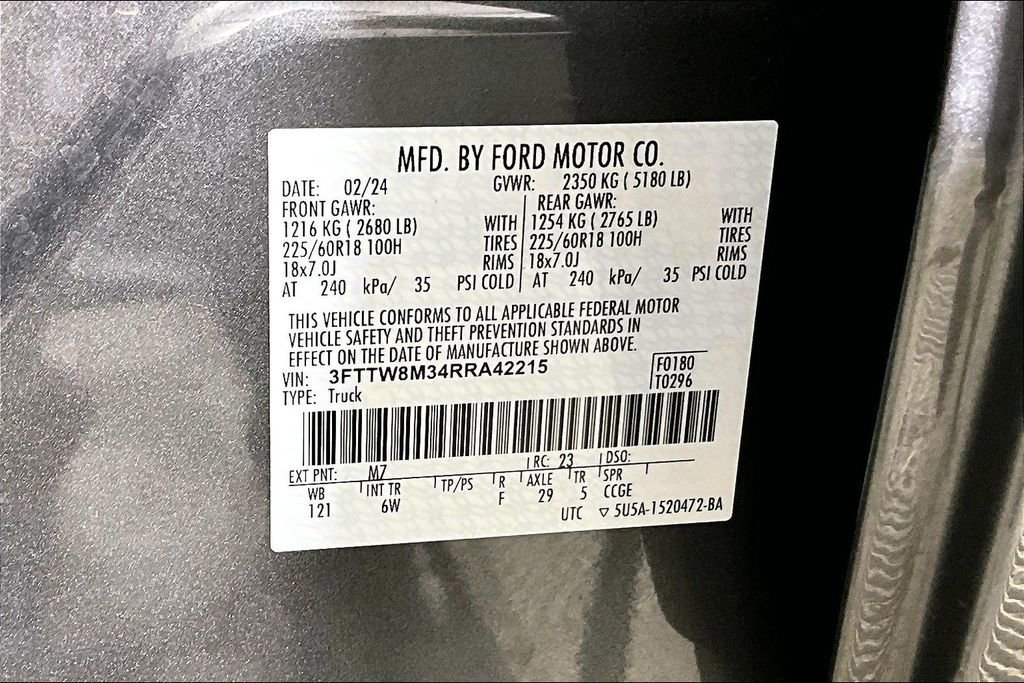 MFD. BY FORD MOTOR CO.
DATE: 02/24 GVWR: 2350 KG ( 5180 LB)
FRONT GAWR: REAR GAWR:
1216 KG ( 2680 LB) WITH 1254 KG ( 2765 LB) WITH
225/60R18 100H TIRES 225/60R18 100H TIRES
18x7.0J RIMS 18x7.0J RIMS
AT 240 kPa/ 35 PSI COLD AT 240 kPa/ 35 PSI COLD
THIS VEHICLE CONFORMS TO ALL APPLICABLE FEDERAL MOTOR
VEHICLE SAFETY AND THEFT PREVENTION STANDARDS IN
EFFECT ON THE DATE OF MANUFACTURE SHOWN ABOVE.
VIN: 3FTTW8M34RRA42215 F0180
TYPE: Truck T0296
EXT PNT: M7 RC: 23 DSO:
WB INT TR TP/PS R AXLE TR SPR
121 6W F 29 5 CCGE
UTC ▽ 5U5A-1520472-BA